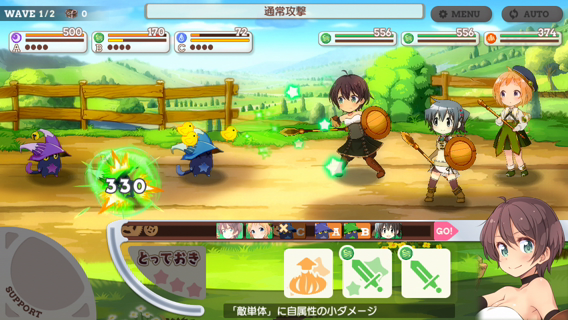 WAVE 1/2 0
通常攻撃
MENU
AUTO
500
A
170
B
72
C
556
556
374
330
C A B GO!
とっておき
SUPPORT
「敵単体」に自属性の小ダメージ